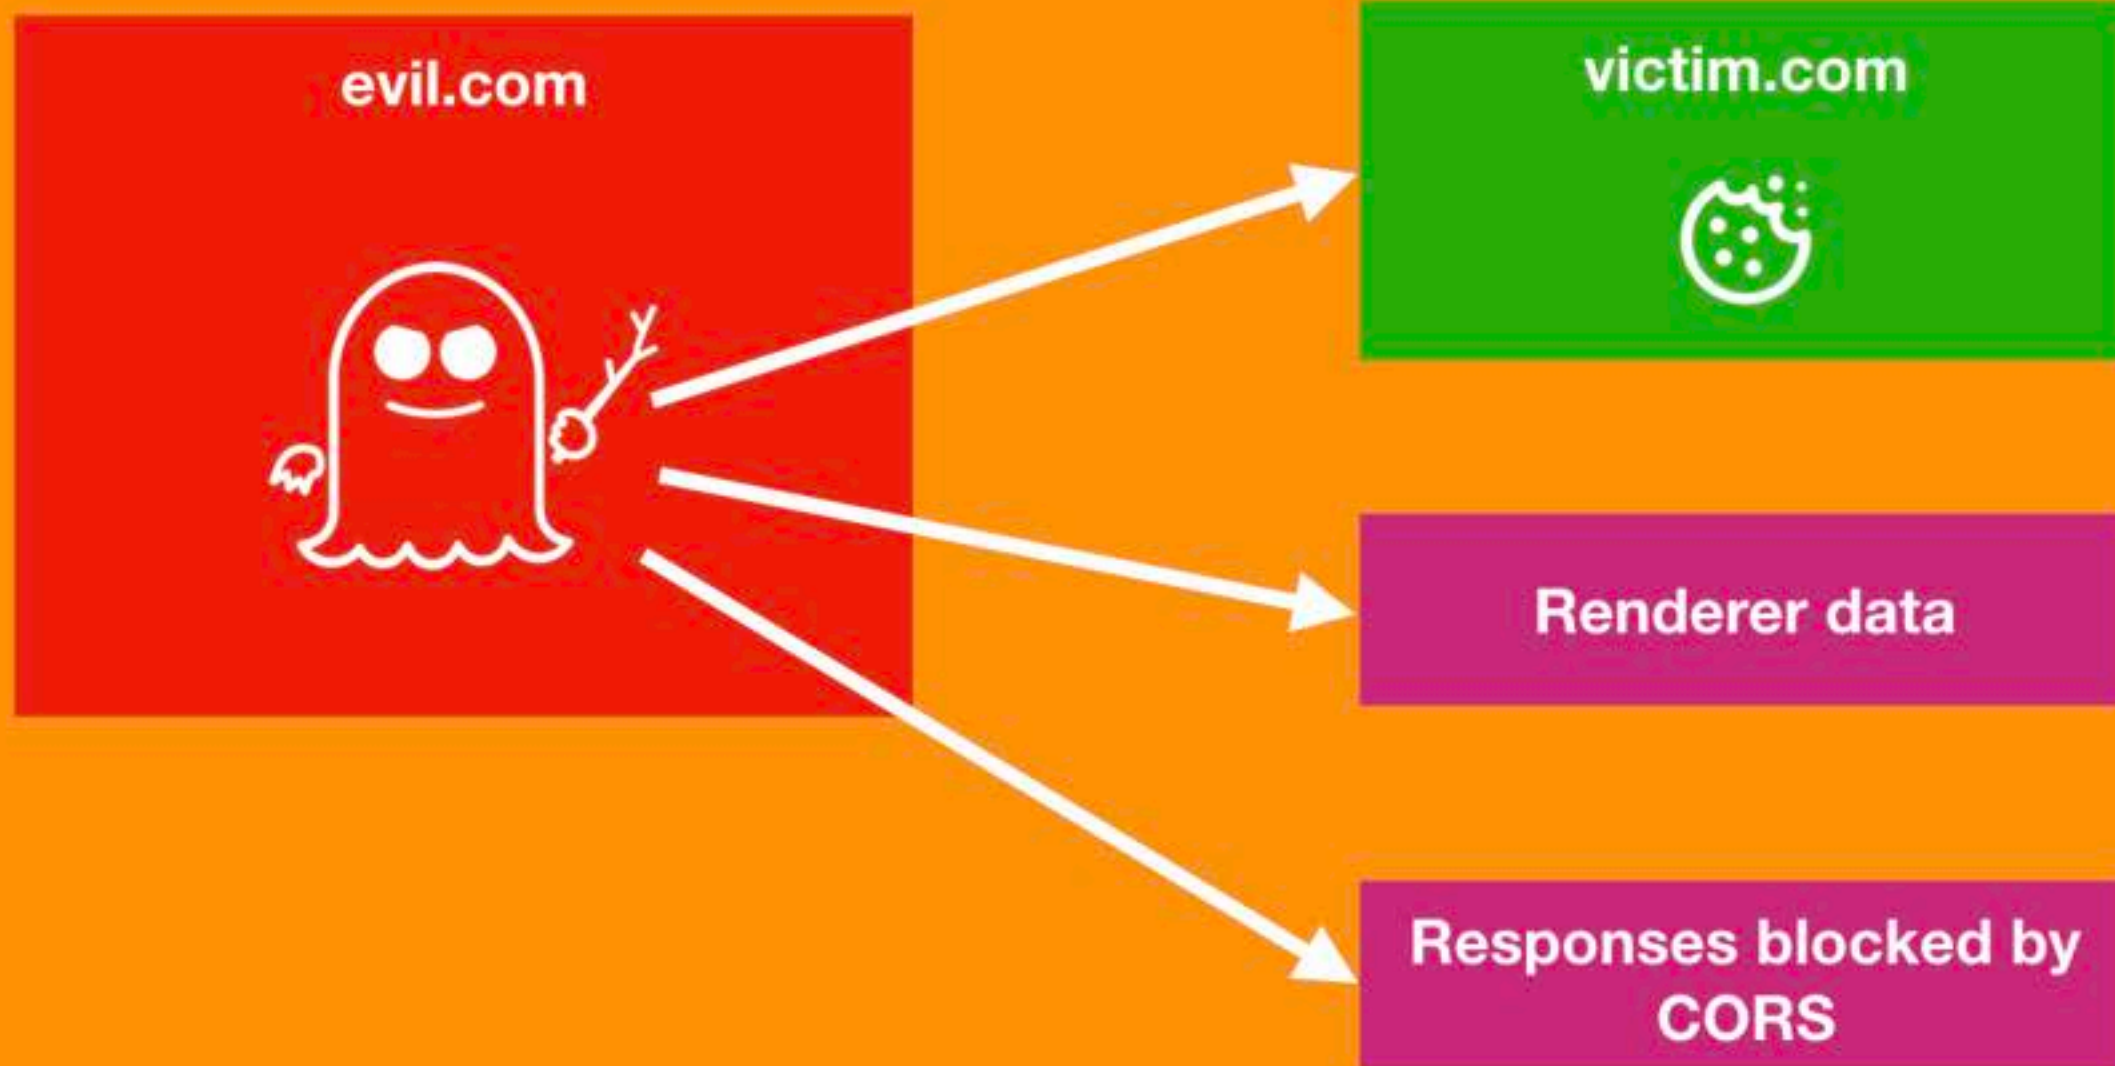 evil.com
victim.com
Renderer data
Responses blocked by
CORS